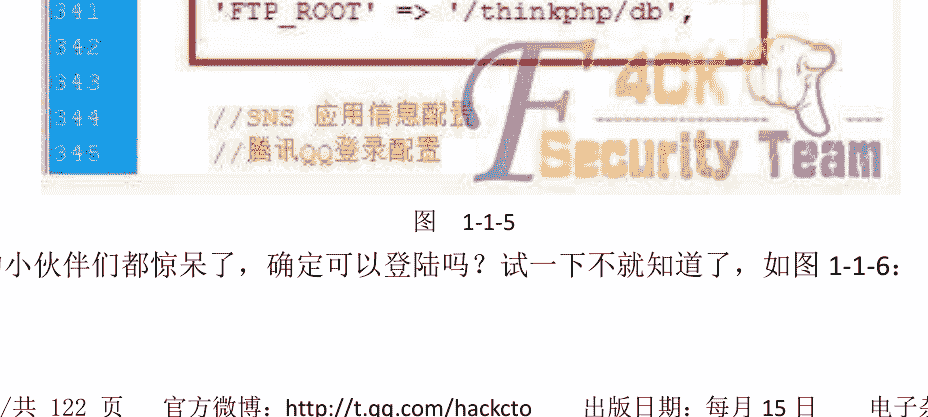 341 'FTP_ROOT' => '/thinkphp/db',
342
343
344 //SNS 应用信息配置
345 //腾讯QQ登录配置
F4CK
Security Team
图 1-1-5
小伙伴们都惊呆了，确定可以登陆吗？试一下不就知道了，如图 1-1-6：
/共 122 页 官方微博：http://t.qq.com/hackcto 出版日期：每月 15 日 电子